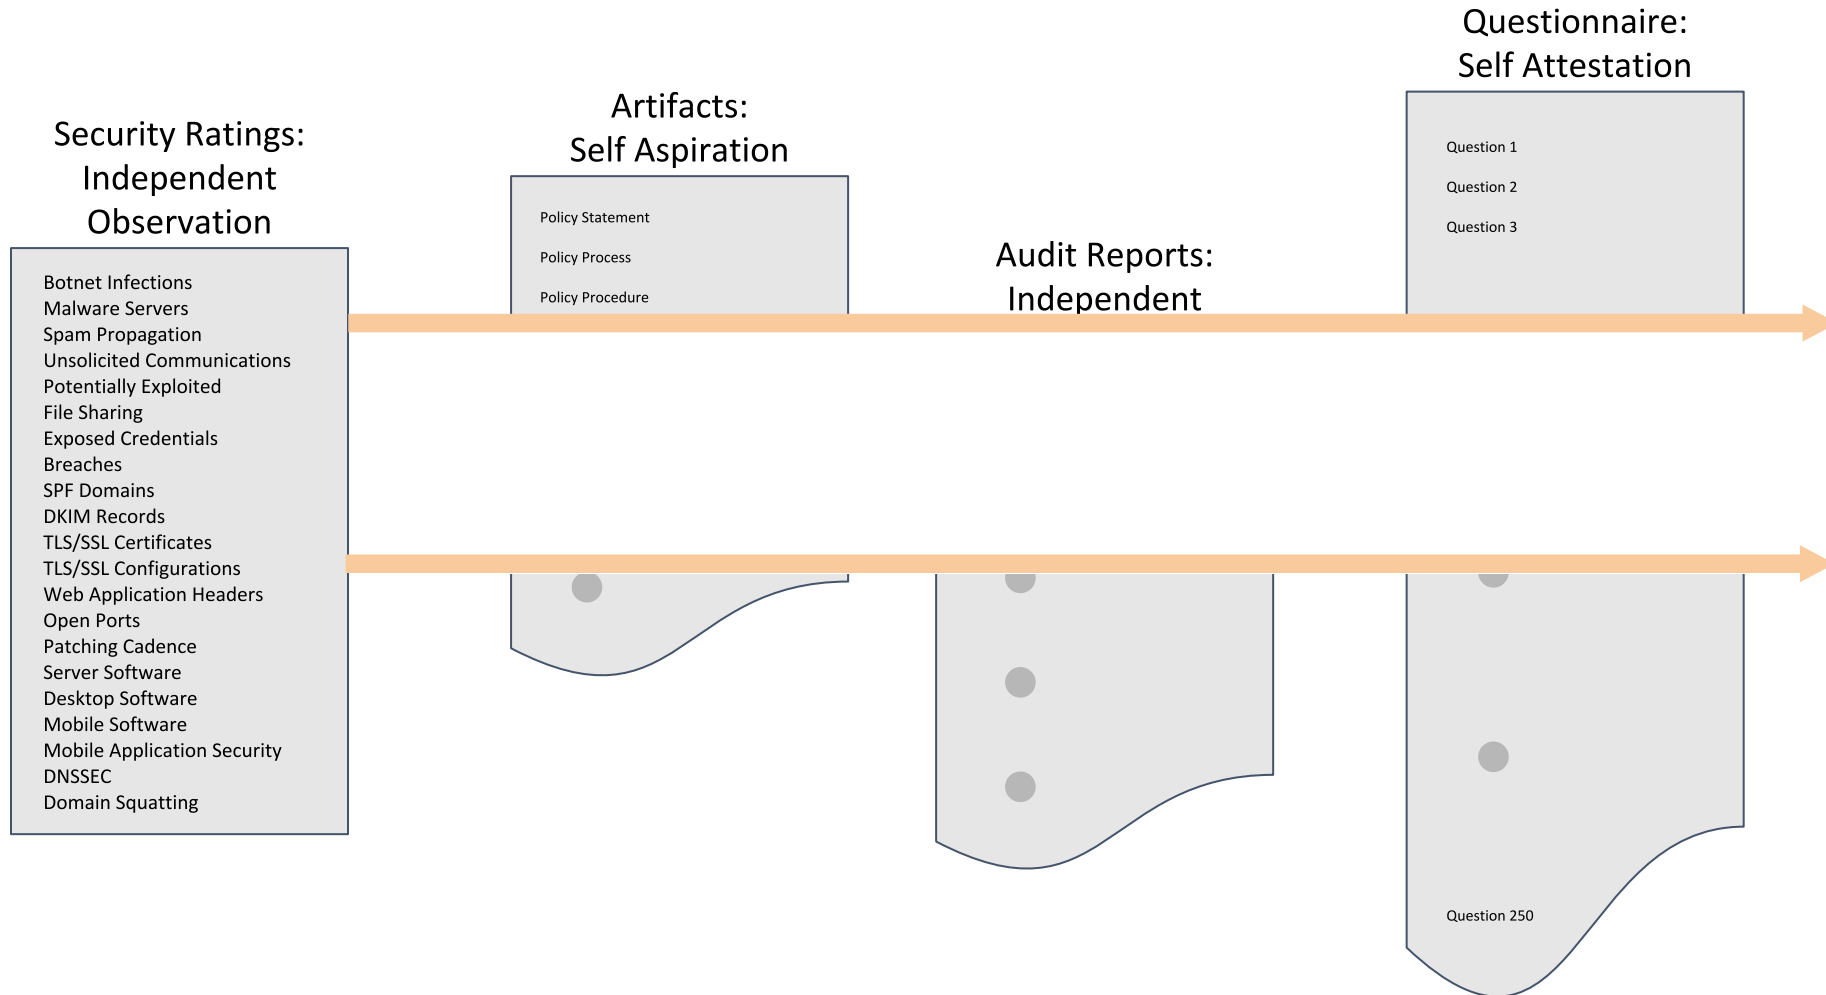 Security Ratings:
Independent
Observation
Botnet Infections
Malware Servers
Spam Propagation
Unsolicited Communications
Potentially Exploited
File Sharing
Exposed Credentials
Breaches
SPF Domains
DKIM Records
TLS/SSL Certificates
TLS/SSL Configurations
Web Application Headers
Open Ports
Patching Cadence
Server Software
Desktop Software
Mobile Software
Mobile Application Security
DNSSEC
Domain Squatting
Artifacts:
Self Aspiration
Policy Statement
Policy Process
Policy Procedure
Audit Reports:
Independent
Questionnaire:
Self Attestation
Question 1
Question 2
Question 3
Question 250